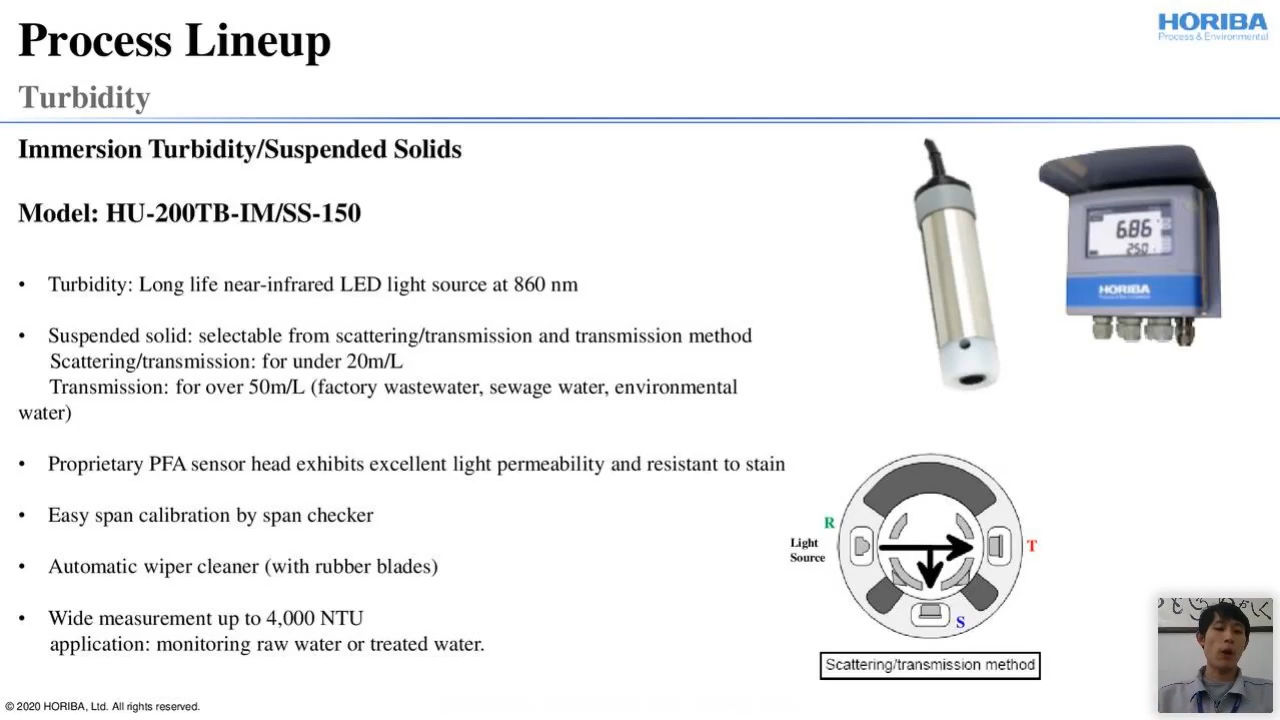 Process Lineup
HORIBA
Process & Environmental
Turbidity
Immersion Turbidity/Suspended Solids
Model: HU-200TB-IM/SS-150
• Turbidity: Long life near-infrared LED light source at 860 nm
• Suspended solid: selectable from scattering/transmission and transmission method
Scattering/transmission: for under 20m/L
Transmission: for over 50m/L (factory wastewater, sewage water, environmental
water)
• Proprietary PFA sensor head exhibits excellent light permeability and resistant to stain
• Easy span calibration by span checker
• Automatic wiper cleaner (with rubber blades)
• Wide measurement up to 4,000 NTU
application: monitoring raw water or treated water.
6.86
25.0
HORIBA
R
Light
Source
T
S
Scattering/transmission method
© 2020 HORIBA, Ltd. All rights reserved.